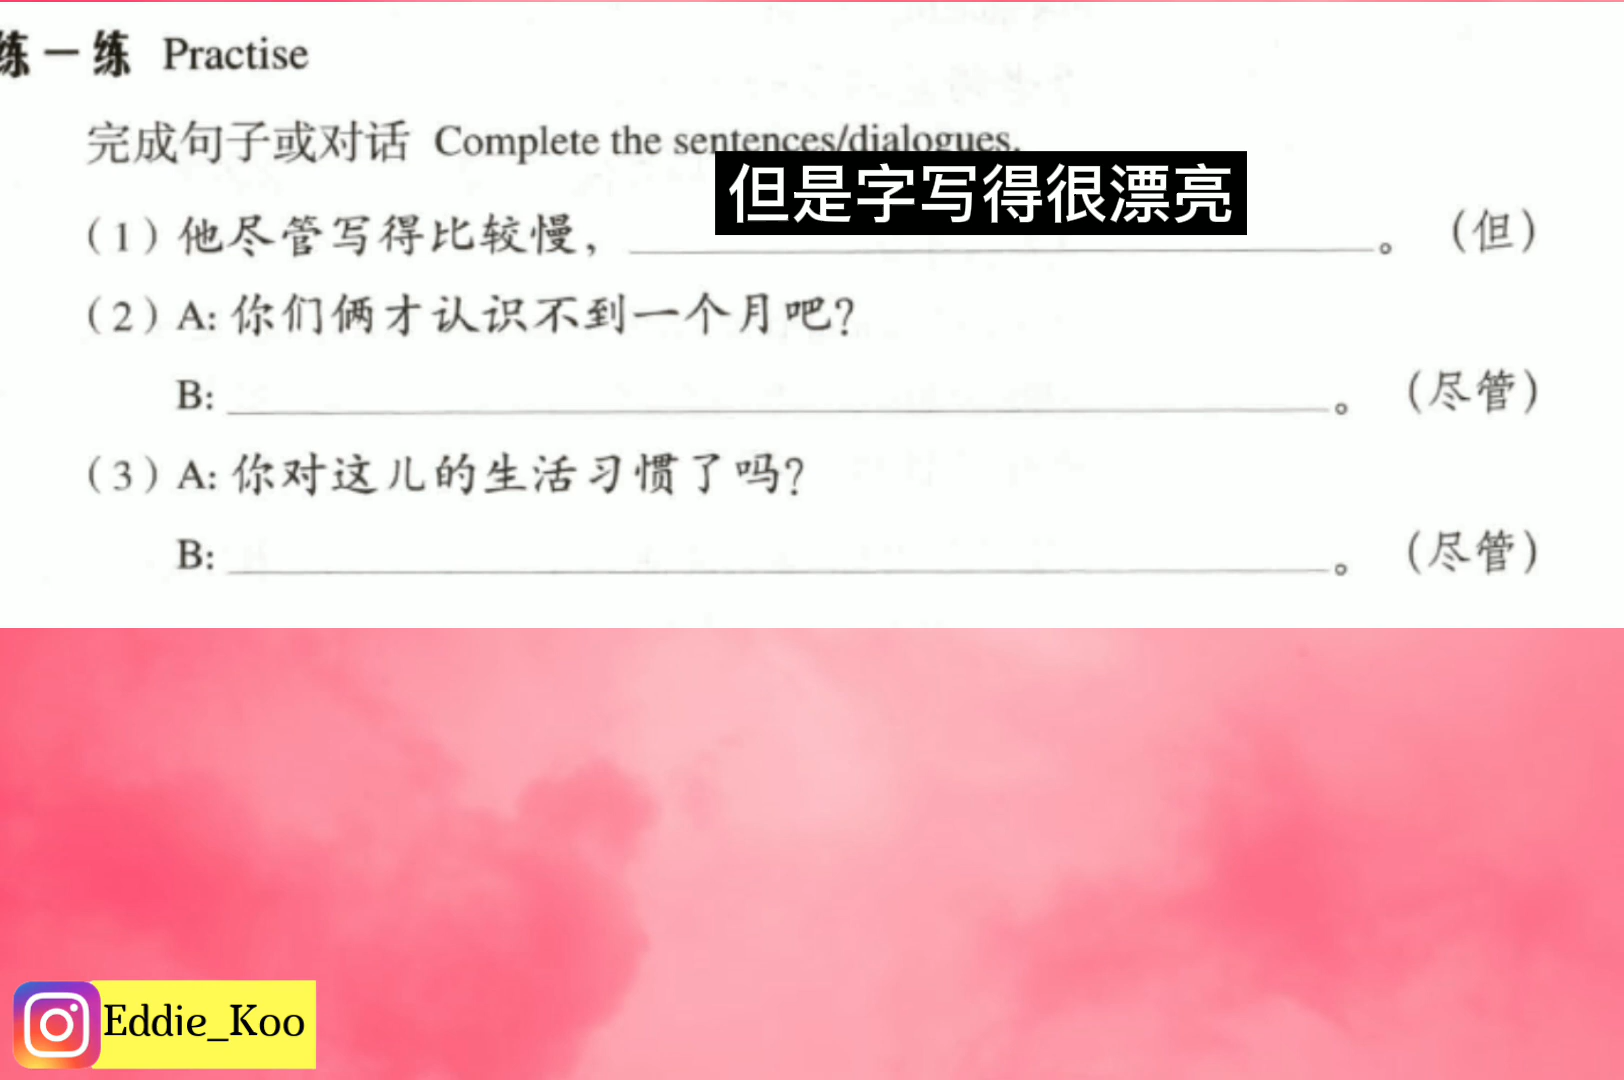 练一练 Practise
完成句子或对话 Complete the sentences/dialogues.
但是字写得很漂亮
(1)他尽管写得比较慢，____________________。 (但)
(2)A: 你们俩才认识不到一个月吧?
B: ____________________。 (尽管)
(3)A: 你对这儿的生活习惯了吗?
B: ____________________。 (尽管)
Eddie_Koo